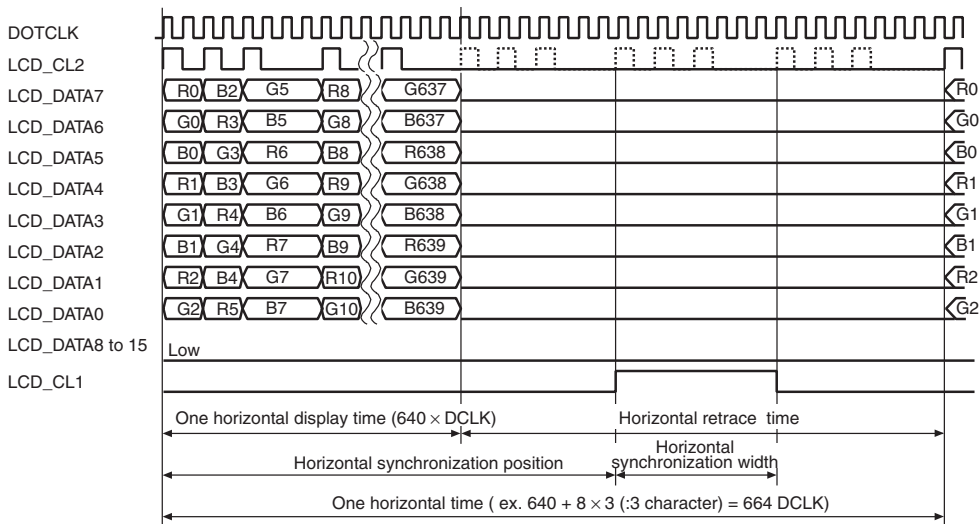 DOTCLK
LCD_CL2
LCD_DATA7 R0 B2 G5 R8 G637 R0
LCD_DATA6 G0 R3 B5 G8 B637 G0
LCD_DATA5 B0 G3 R6 B8 R638 B0
LCD_DATA4 R1 B3 G6 R9 G638 R1
LCD_DATA3 G1 R4 B6 G9 B638 G1
LCD_DATA2 B1 G4 R7 B9 R639 B1
LCD_DATA1 R2 B4 G7 R10 G639 R2
LCD_DATA0 G2 R5 B7 G10 B639 G2
LCD_DATA8 to 15 Low
LCD_CL1
One horizontal display time (640 × DCLK) Horizontal retrace time
Horizontal synchronization position Horizontal
synchronization width
One horizontal time ( ex. 640 + 8 × 3 (:3 character) = 664 DCLK)